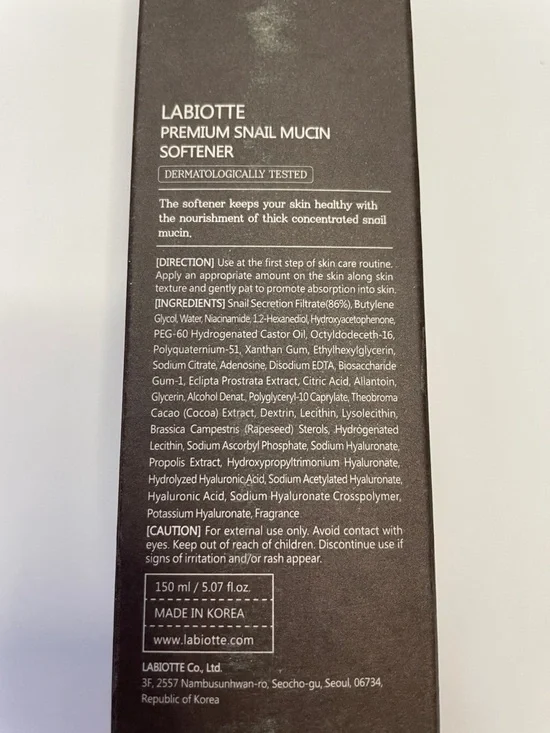 LABIOTTE
PREMIUM SNAIL MUCIN
SOFTENER
DERMATOLOGICALLY TESTED
The softener keeps your skin healthy with
the nourishment of thick concentrated snail
mucin.
[DIRECTION] Use at the first step of skin care routine.
Apply an appropriate amount on the skin along skin
texture and gently pat to promote absorption into skin.
[INGREDIENTS] Snail Secretion Filtrate(86%), Butylene
Glycol, Water, Niacinamide, 1.2-Hexanediol, Hydroxyacetophenone,
PEG-60 Hydrogenated Castor Oil, Octyldodeceth-16,
Polyquaternium-51, Xanthan Gum, Ethylhexylglycerin,
Sodium Citrate, Adenosine, Disodium EDTA, Biosaccharide
Gum-1, Eclipta Prostrata Extract, Citric Acid, Allantoin,
Glycerin, Alcohol Denat., Polyglyceryl-10 Caprylate, Theobroma
Cacao (Cocoa) Extract, Dextrin, Lecithin, Lysolecithin,
Brassica Campestris (Rapeseed) Sterols, Hydrogenated
Lecithin, Sodium Ascorbyl Phosphate, Sodium Hyaluronate,
Propolis Extract, Hydroxypropyltrimonium Hyaluronate,
Hydrolyzed Hyaluronic Acid, Sodium Acetylated Hyaluronate,
Hyaluronic Acid, Sodium Hyaluronate Crosspolymer,
Potassium Hyaluronate, Fragrance
[CAUTION] For external use only. Avoid contact with
eyes. Keep out of reach of children. Discontinue use if
signs of irritation and/or rash appear.
150 ml / 5.07 fl.oz.
MADE IN KOREA
www.labiotte.com
LABIOTTE Co., Ltd.
3F, 2557 Nambusunhwan-ro, Seocho-gu, Seoul, 06734,
Republic of Korea